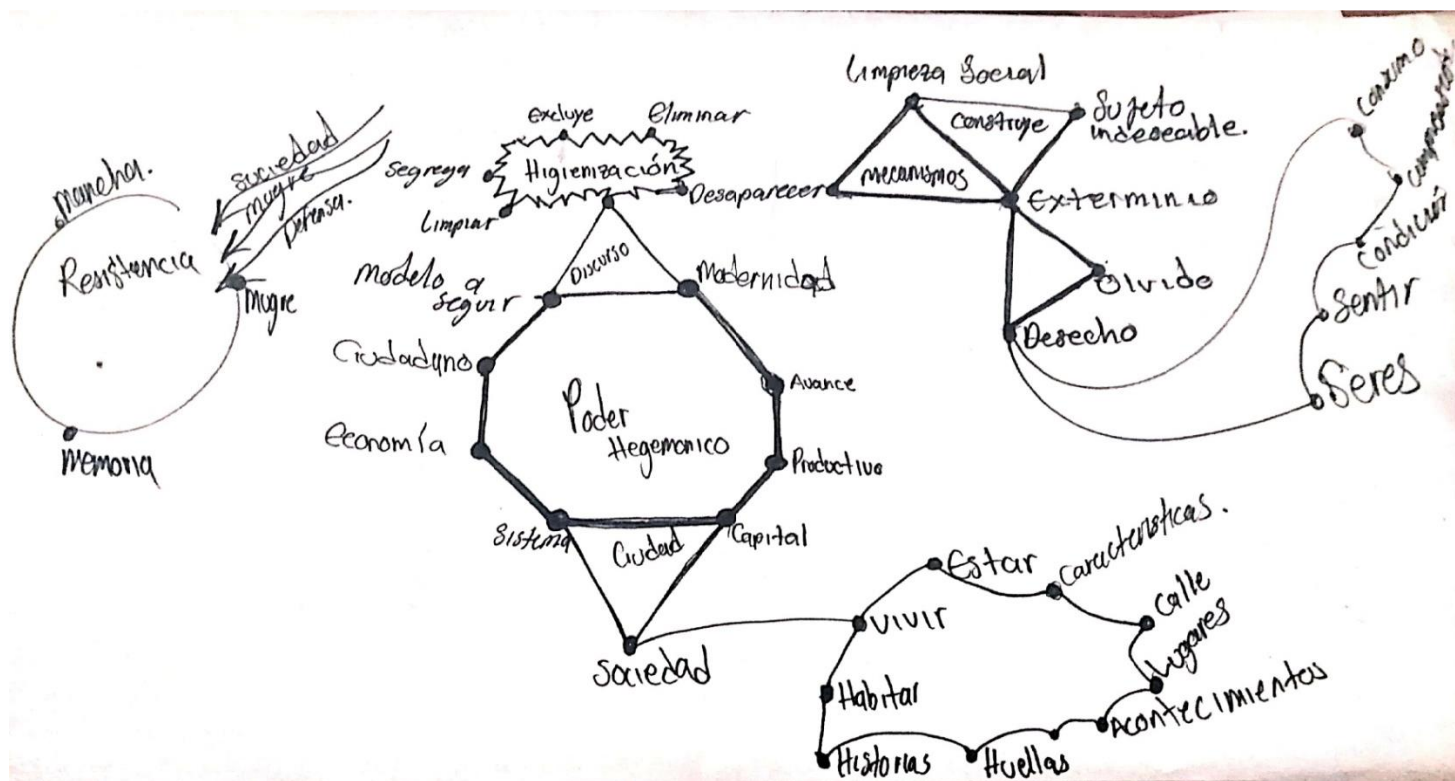 mancha.
suciedad
mugre
Defensa.
Resistencia
Mugre
Memoria
Excluye
Eliminar
Segrega
Higienización
Desaparecer
Limpiar
Discurso
Modelo a
seguir
Modernidad
Ciudadano
Avance
Economía
Poder
Hegemonico
Productivo
Sistema
Ciudad
Capital
Sociedad
Limpieza Social
Construye
Sujeto
indeseable.
Mecanismos
Exterminio
Olvido
Desecho
Consumo
Condición
Sentir
Seres
Estar
Características.
Calle
Vivir
Lugares
Habitar
Acontecimientos
Historias
Huellas